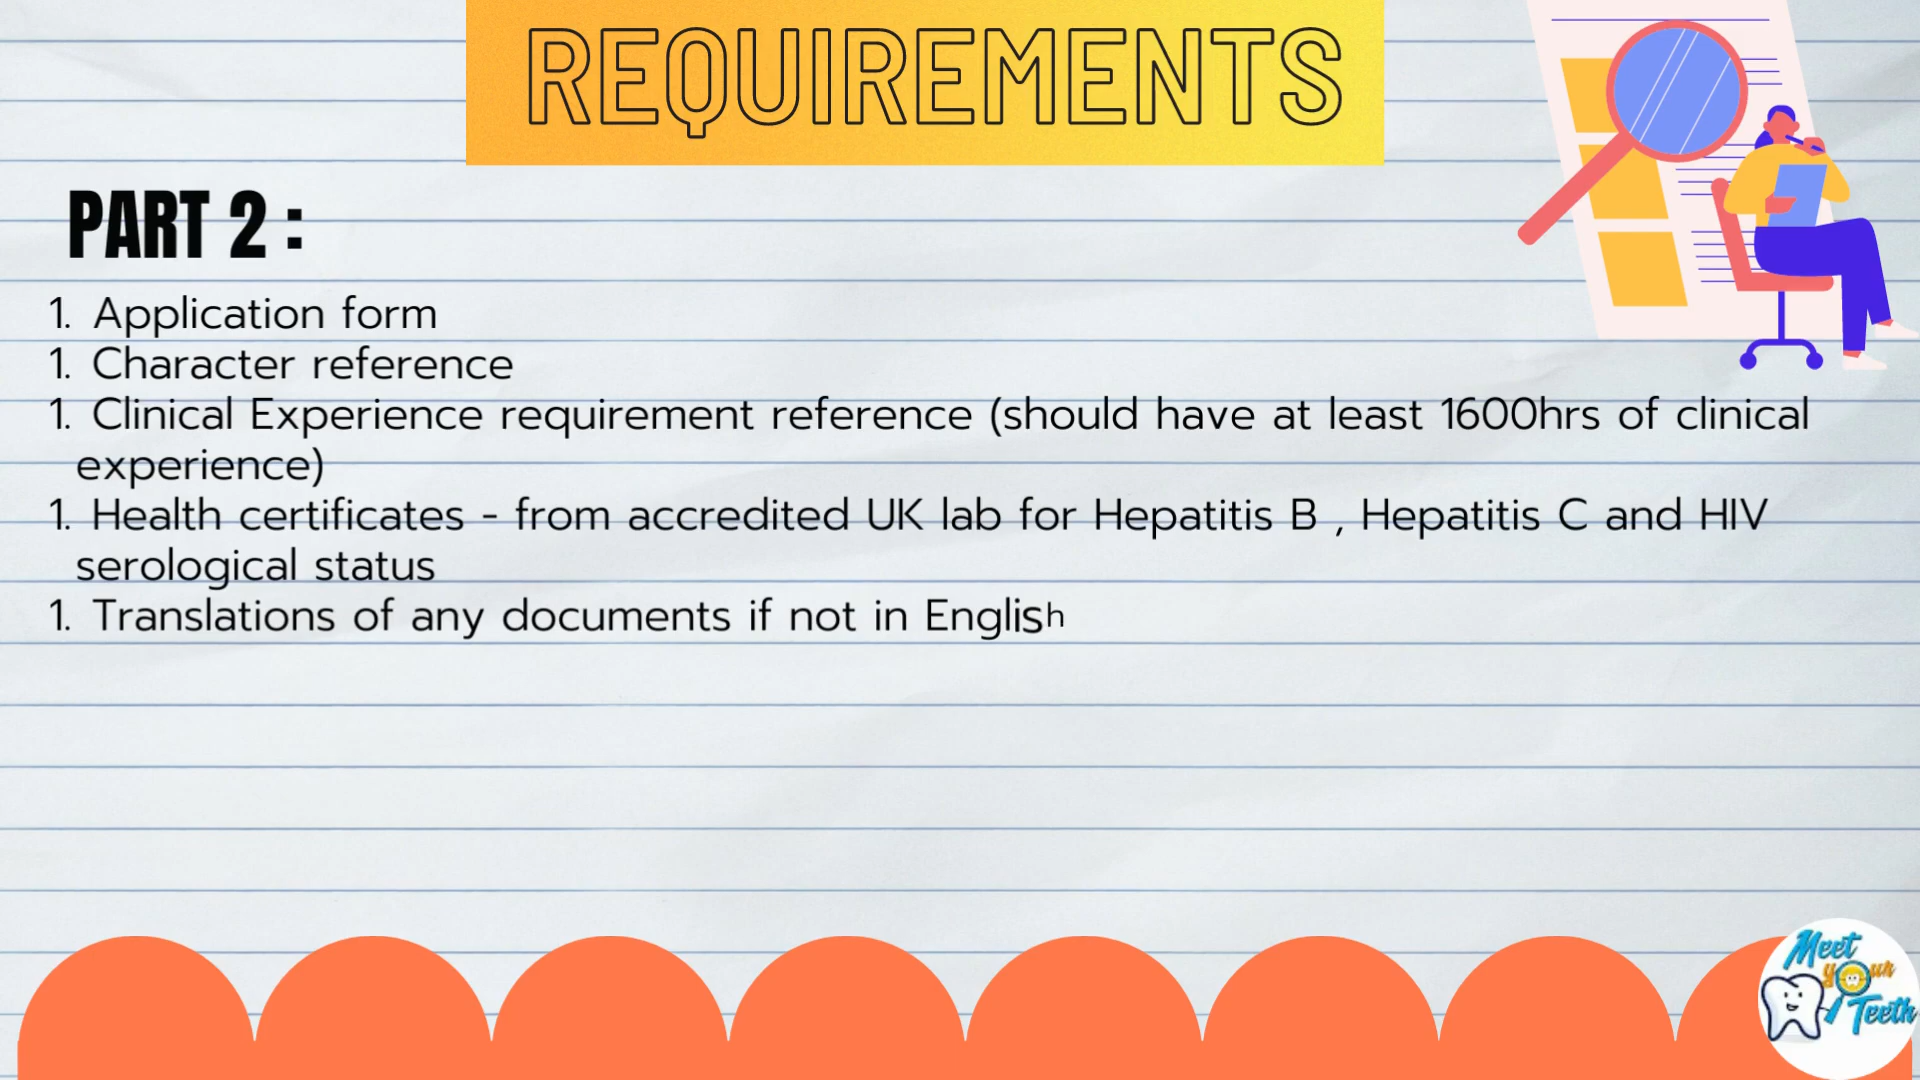 REQUIREMENTS
PART 2 :
1. Application form
1. Character reference
1. Clinical Experience requirement reference (should have at least 1600hrs of clinical
experience)
1. Health certificates - from accredited UK lab for Hepatitis B , Hepatitis C and HIV
serological status
1. Translations of any documents if not in English
Meet
your
Teeth